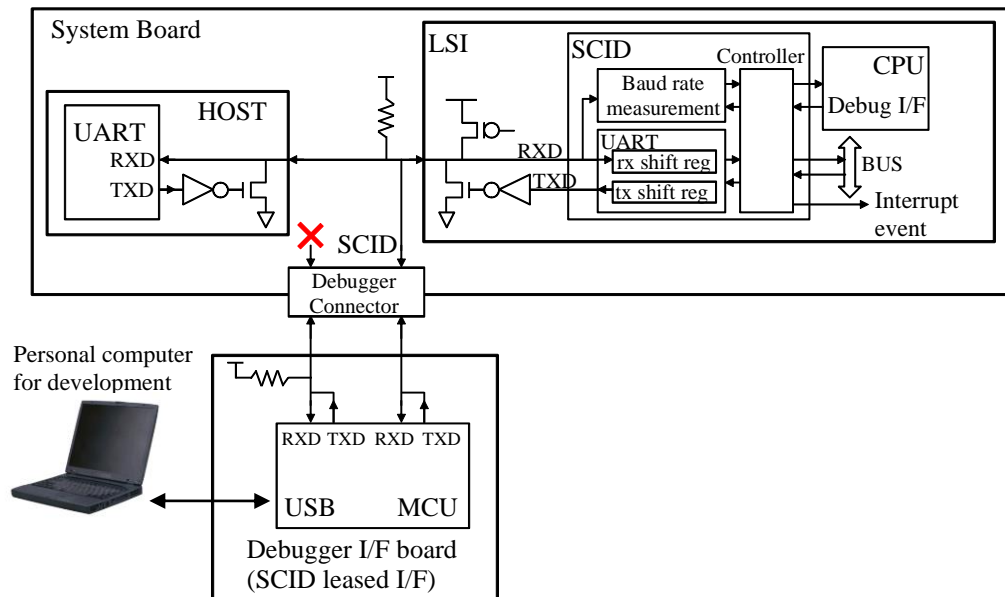 System Board
HOST
UART
RXD
TXD
LSI
SCID
Controller
Baud rate
measurement
UART
rx shift reg
tx shift reg
RXD
TXD
CPU
Debug I/F
BUS
Interrupt
event
SCID
Debugger
Connector
Personal computer
for development
RXD TXD RXD TXD
USB MCU
Debugger I/F board
(SCID leased I/F)